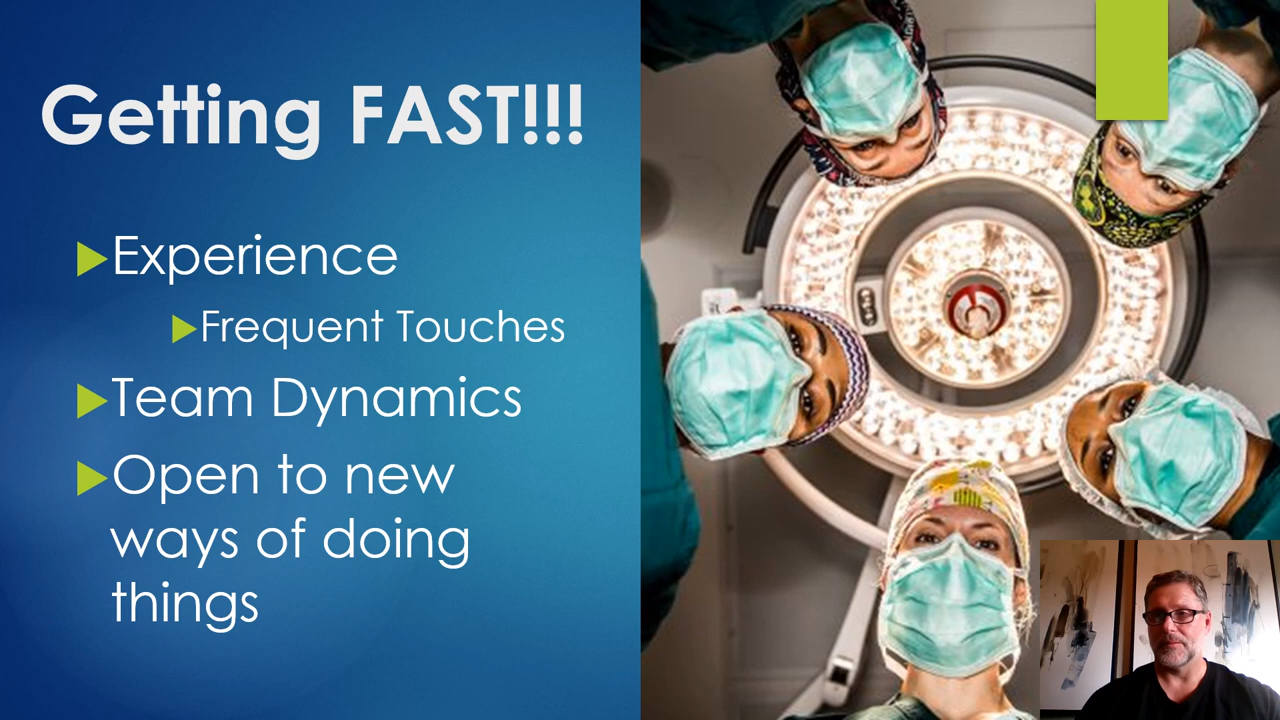 Getting FAST!!!
Experience
Frequent Touches
Team Dynamics
Open to new
ways of doing
things